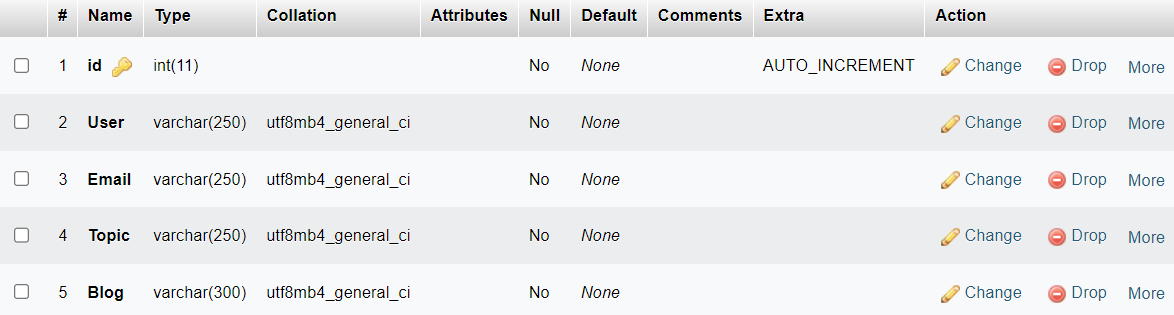 # Name Type Collation Attributes Null Default Comments Extra Action
1 id int(11) No None AUTO_INCREMENT Change Drop More
2 User varchar(250) utf8mb4_general_ci No None Change Drop More
3 Email varchar(250) utf8mb4_general_ci No None Change Drop More
4 Topic varchar(250) utf8mb4_general_ci No None Change Drop More
5 Blog varchar(300) utf8mb4_general_ci No None Change Drop More